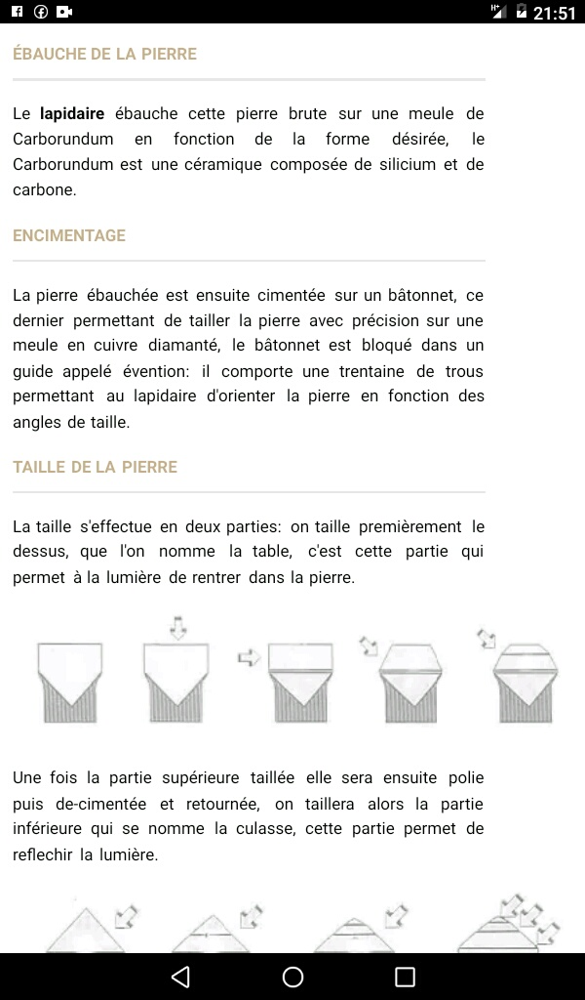 21:51
ÉBAUCHE DE LA PIERRE
Le lapidaire ébauche cette pierre brute sur une meule de
Carborundum en fonction de la forme désirée, le
Carborundum est une céramique composée de silicium et de
carbone.
ENCIMENTAGE
La pierre ébauchée est ensuite cimentée sur un bâtonnet, ce
dernier permettant de tailler la pierre avec précision sur une
meule en cuivre diamanté, le bâtonnet est bloqué dans un
guide appelé évention: il comporte une trentaine de trous
permettant au lapidaire d'orienter la pierre en fonction des
angles de taille.
TAILLE DE LA PIERRE
La taille s'effectue en deux parties: on taille premièrement le
dessus, que l'on nomme la table, c'est cette partie qui
permet à la lumière de rentrer dans la pierre.
Une fois la partie supérieure taillée elle sera ensuite polie
puis de-cimentée et retournée, on taillera alors la partie
inférieure qui se nomme la culasse, cette partie permet de
reflechir la lumière.